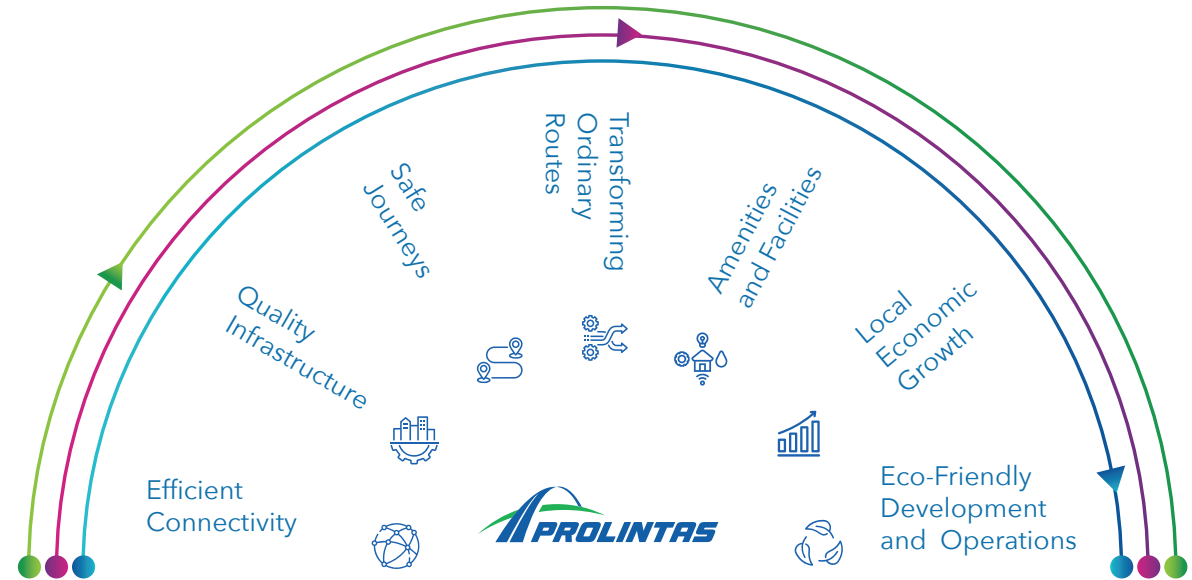 Efficient
Connectivity
Quality
Infrastructure
Safe
Journeys
Transforming
Ordinary
Routes
Amenities
and Facilities
Local
Economic
Growth
Eco-Friendly
Development
and Operations
PROLINTAS